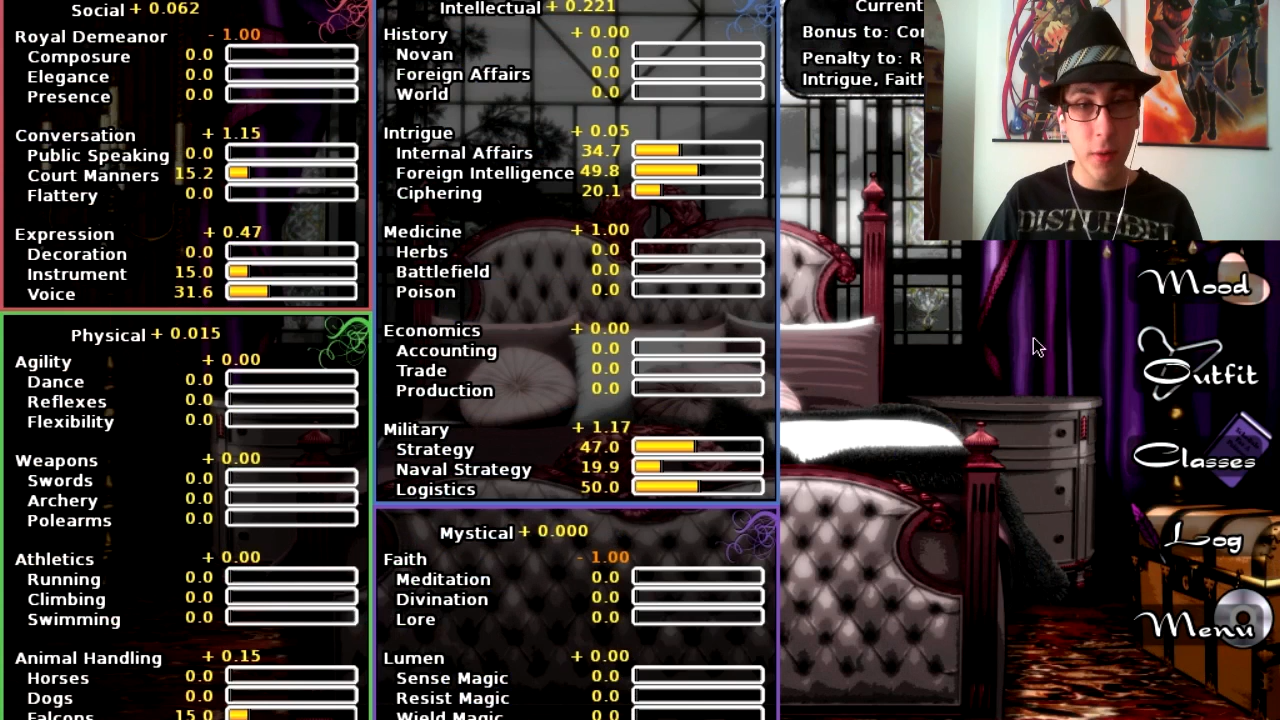 Social + 0.062
Royal Demeanor - 1.00
Composure 0.0
Elegance 0.0
Presence 0.0
Conversation + 1.15
Public Speaking 0.0
Court Manners 15.2
Flattery 0.0
Expression + 0.47
Decoration 0.0
Instrument 15.0
Voice 31.6
Physical + 0.015
Agility + 0.00
Dance 0.0
Reflexes 0.0
Flexibility 0.0
Weapons + 0.00
Swords 0.0
Archery 0.0
Polearms 0.0
Athletics + 0.00
Running 0.0
Climbing 0.0
Swimming 0.0
Animal Handling + 0.15
Horses 0.0
Dogs 0.0
Falcons 15.0
Intellectual + 0.221
History + 0.00
Novan 0.0
Foreign Affairs 0.0
World 0.0
Intrigue + 0.05
Internal Affairs 34.7
Foreign Intelligence 49.8
Ciphering 20.1
Medicine + 1.00
Herbs 0.0
Battlefield 0.0
Poison 0.0
Economics + 0.00
Accounting 0.0
Trade 0.0
Production 0.0
Military + 1.17
Strategy 47.0
Naval Strategy 19.9
Logistics 50.0
Mystical + 0.000
Faith - 1.00
Meditation 0.0
Divination 0.0
Lore 0.0
Lumen + 0.00
Sense Magic 0.0
Resist Magic 0.0
Wield Magic 0.0
Current
Bonus to: Con
Penalty to: R
Intrigue, Faith
DISTURBED
Mood
Outfit
Classes
Log
Menu